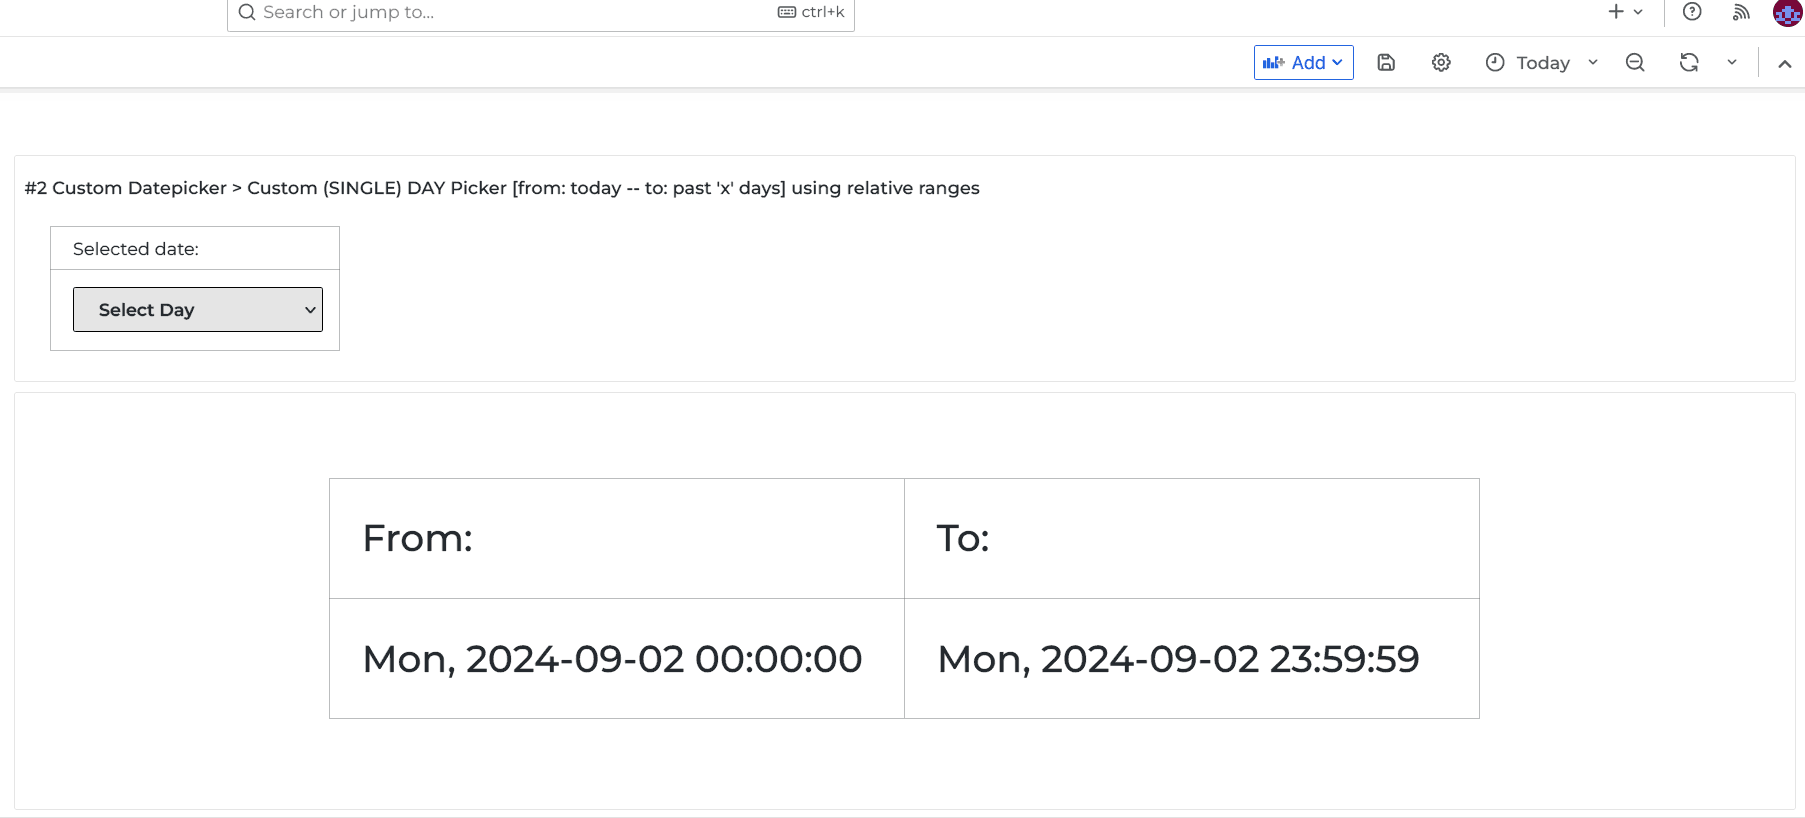 Search or jump to... ctrl+k
Add Today
#2 Custom Datepicker > Custom (SINGLE) DAY Picker [from: today -- to: past 'x' days] using relative ranges
Selected date:
Select Day
From: To:
Mon, 2024-09-02 00:00:00 Mon, 2024-09-02 23:59:59